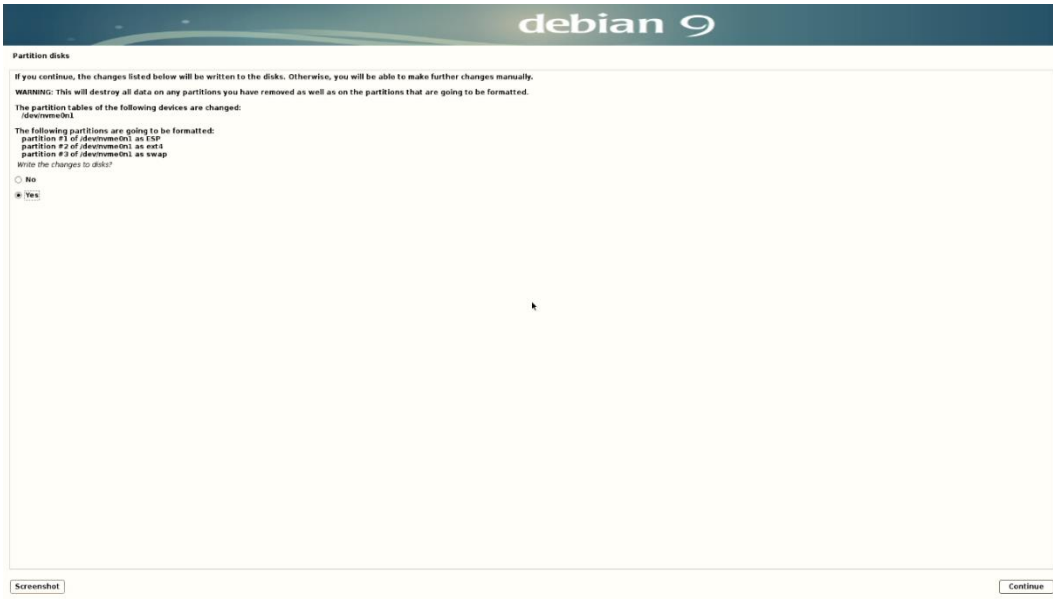 debian 9
Partition disks
If you continue, the changes listed below will be written to the disks. Otherwise, you will be able to make further changes manually.
WARNING: This will destroy all data on any partitions you have removed as well as on the partitions that are going to be formatted.
The partition tables of the following devices are changed:
/dev/nvme0n1
The following partitions are going to be formatted:
partition #1 of /dev/nvme0n1 as ESP
partition #2 of /dev/nvme0n1 as ext4
partition #3 of /dev/nvme0n1 as swap
Write the changes to disks?
No
Yes
Screenshot
Continue